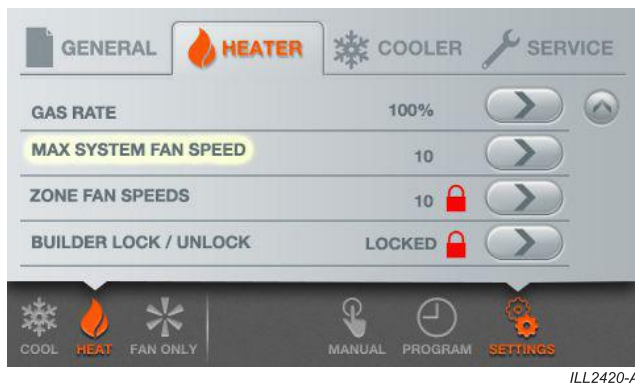 GENERAL HEATER COOLER SERVICE
GAS RATE 100%
MAX SYSTEM FAN SPEED 10
ZONE FAN SPEEDS 10
BUILDER LOCK / UNLOCK LOCKED
COOL HEAT FAN ONLY MANUAL PROGRAM SETTINGS